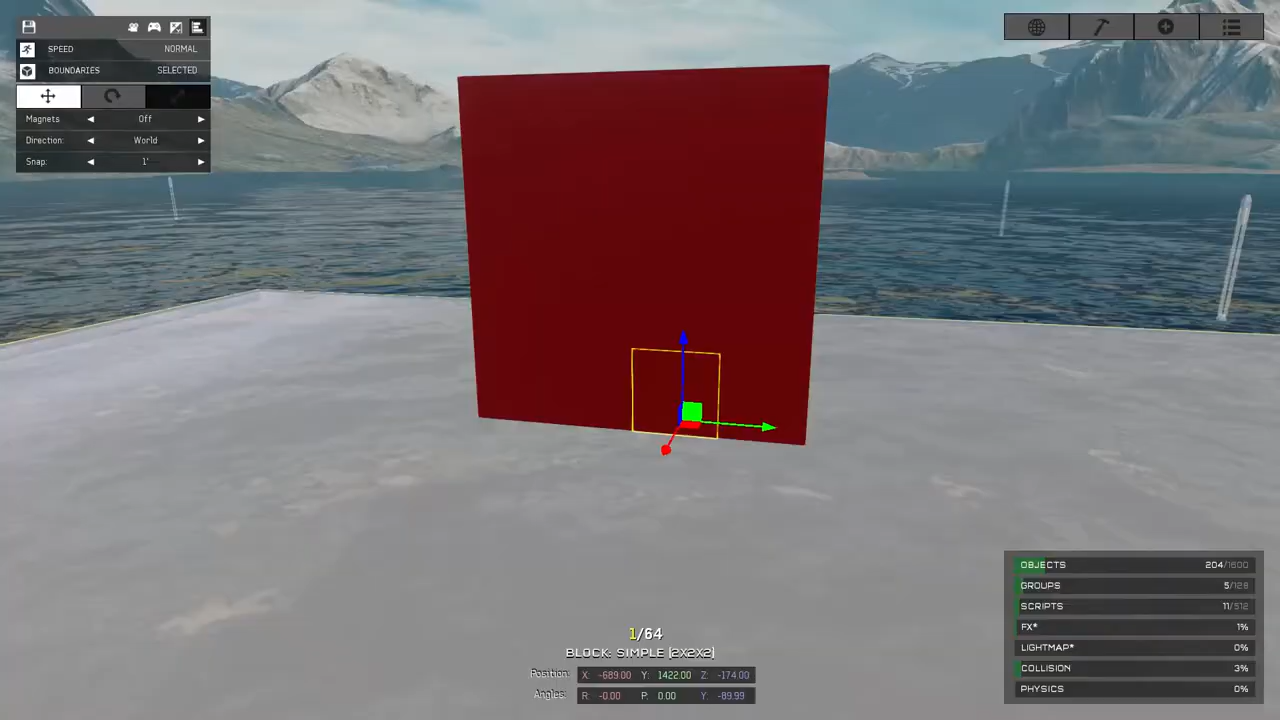 SPEED NORMAL
BOUNDARIES SELECTED
Magnets Off
Direction: World
Snap: 1'
1/64
BLOCK: SIMPLE [2X2X2]
Position: X: -689.00 Y: 1422.00 Z: -174.00
Angles: R: -0.00 P: 0.00 Y: -89.99
OBJECTS 204/1600
GROUPS 5/128
SCRIPTS 11/512
FX* 1%
LIGHTMAP* 0%
COLLISION 3%
PHYSICS 0%